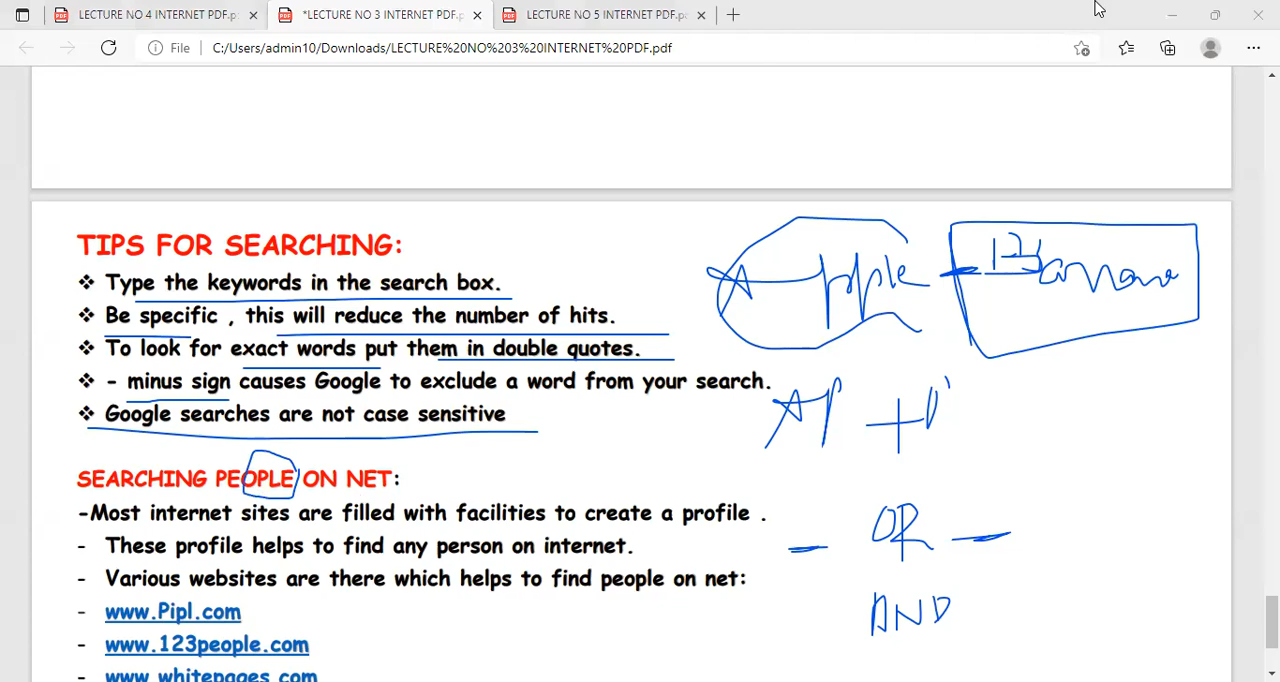 LECTURE NO 4 INTERNET PDF.p
*LECTURE NO 3 INTERNET PDF.
LECTURE NO 5 INTERNET PDF.pd
File
C:/Users/admin10/Downloads/LECTURE%20NO%203%20INTERNET%20PDF.pdf
TIPS FOR SEARCHING:
❖ Type the keywords in the search box.
❖ Be specific , this will reduce the number of hits.
❖ To look for exact words put them in double quotes.
❖ - minus sign causes Google to exclude a word from your search.
❖ Google searches are not case sensitive
SEARCHING PEOPLE ON NET:
-Most internet sites are filled with facilities to create a profile .
- These profile helps to find any person on internet.
- Various websites are there which helps to find people on net:
- www.Pipl.com
- www.123people.com
- www.whitepages.com
Apple -
AP +
- OR -
AND